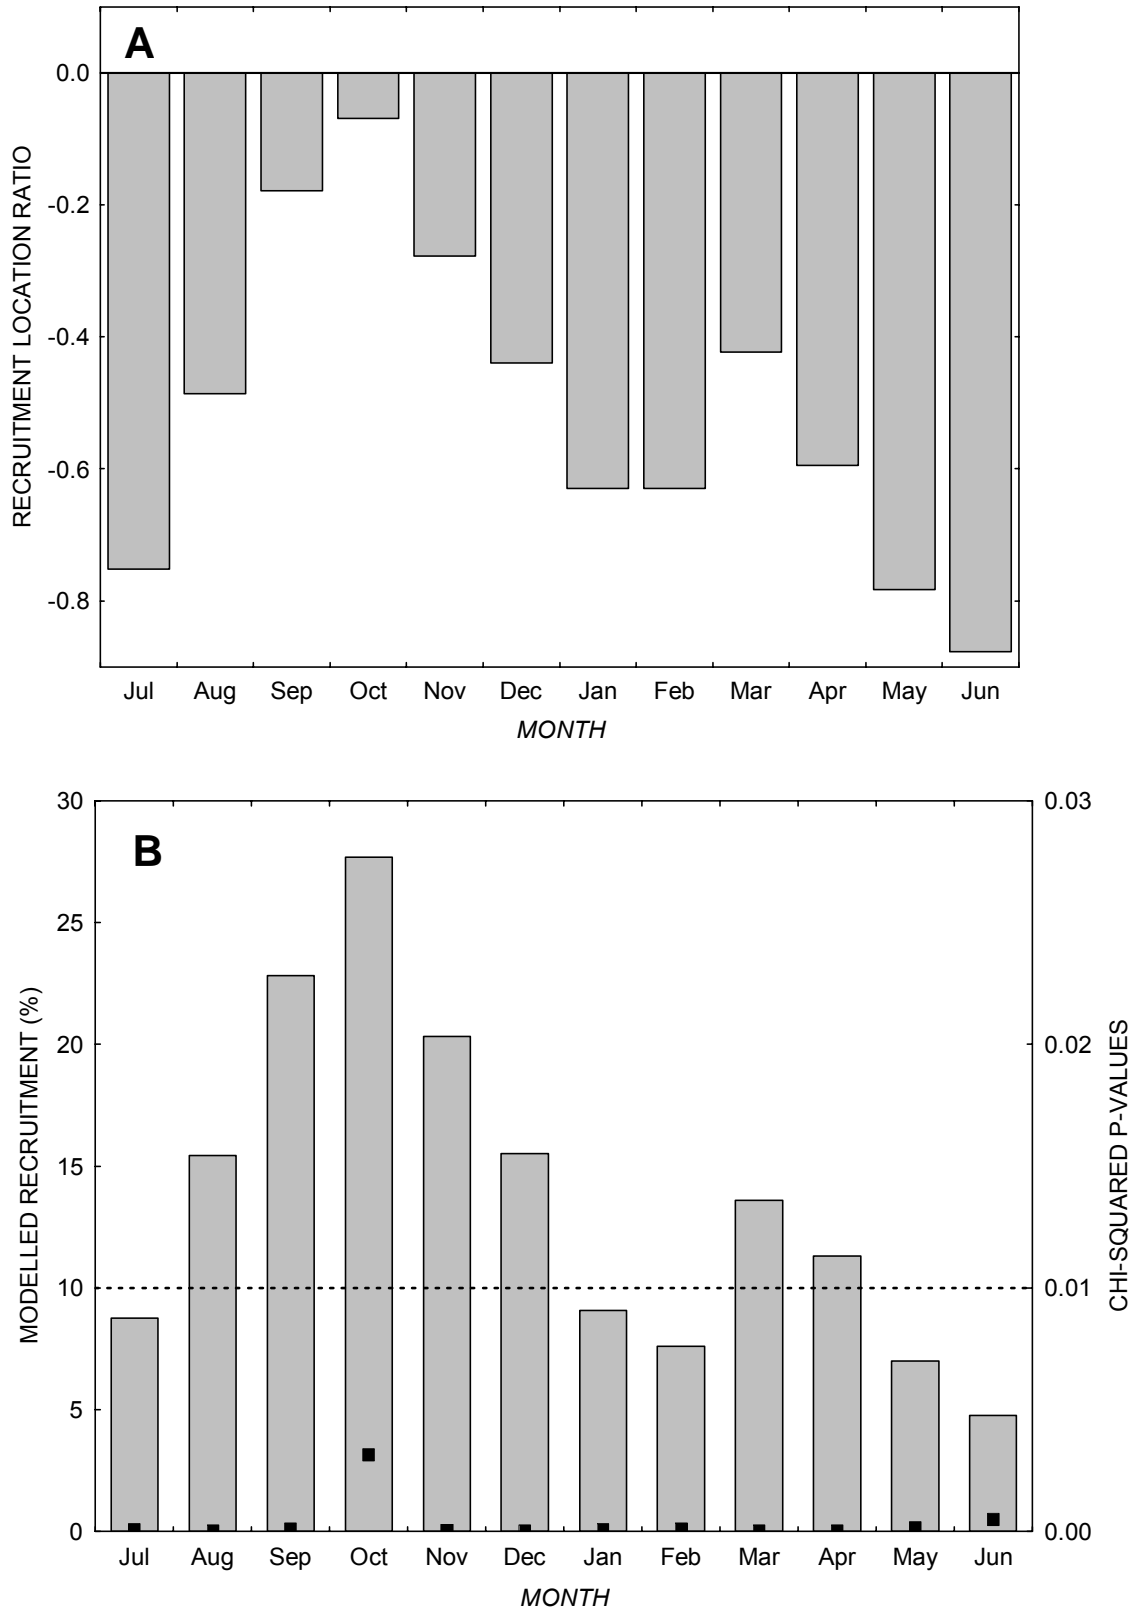 A
RECRUITMENT LOCATION RATIO
0.0
-0.2
-0.4
-0.6
-0.8
Jul Aug Sep Oct Nov Dec Jan Feb Mar Apr May Jun
MONTH
B
MODELLED RECRUITMENT (%)
30
25
20
15
10
5
0
0.03
0.02
0.01
0.00
CHI-SQUARED P-VALUES
Jul Aug Sep Oct Nov Dec Jan Feb Mar Apr May Jun
MONTH